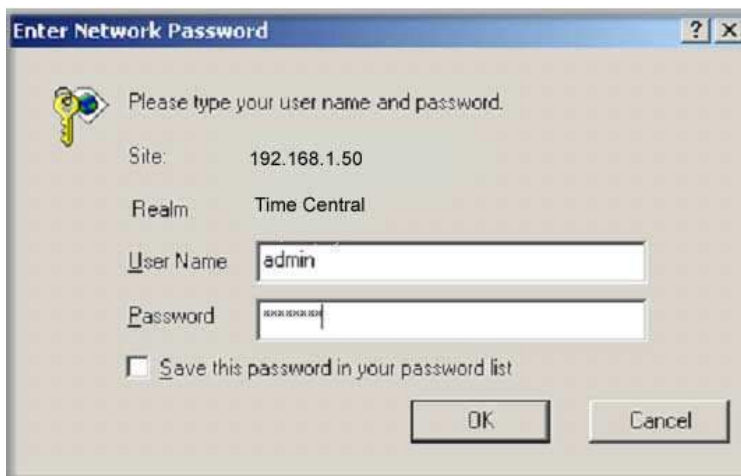 Enter Network Password
? X
Please type your user name and password.
Site: 192.168.1.50
Realm Time Central
User Name admin
Password ********
Save this password in your password list
OK Cancel